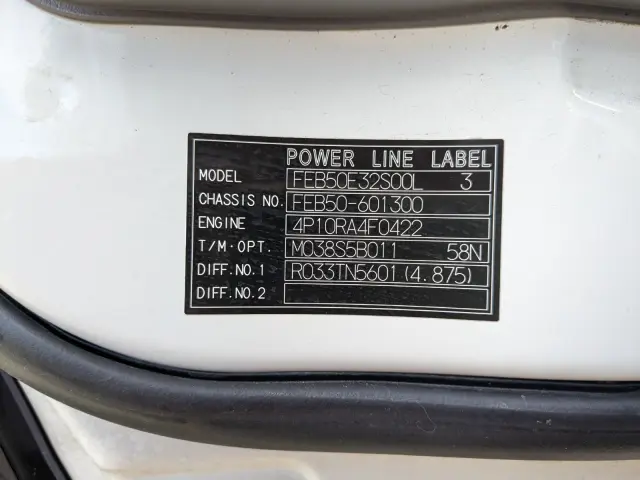 POWER LINE LABEL
MODEL FEB50E32S00L 3
CHASSIS NO. FEB50-601300
ENGINE 4P10RA4F0422
T/M·OPT. M038S5B011 58N
DIFF.NO.1 R033TN5601(4.875)
DIFF.NO.2